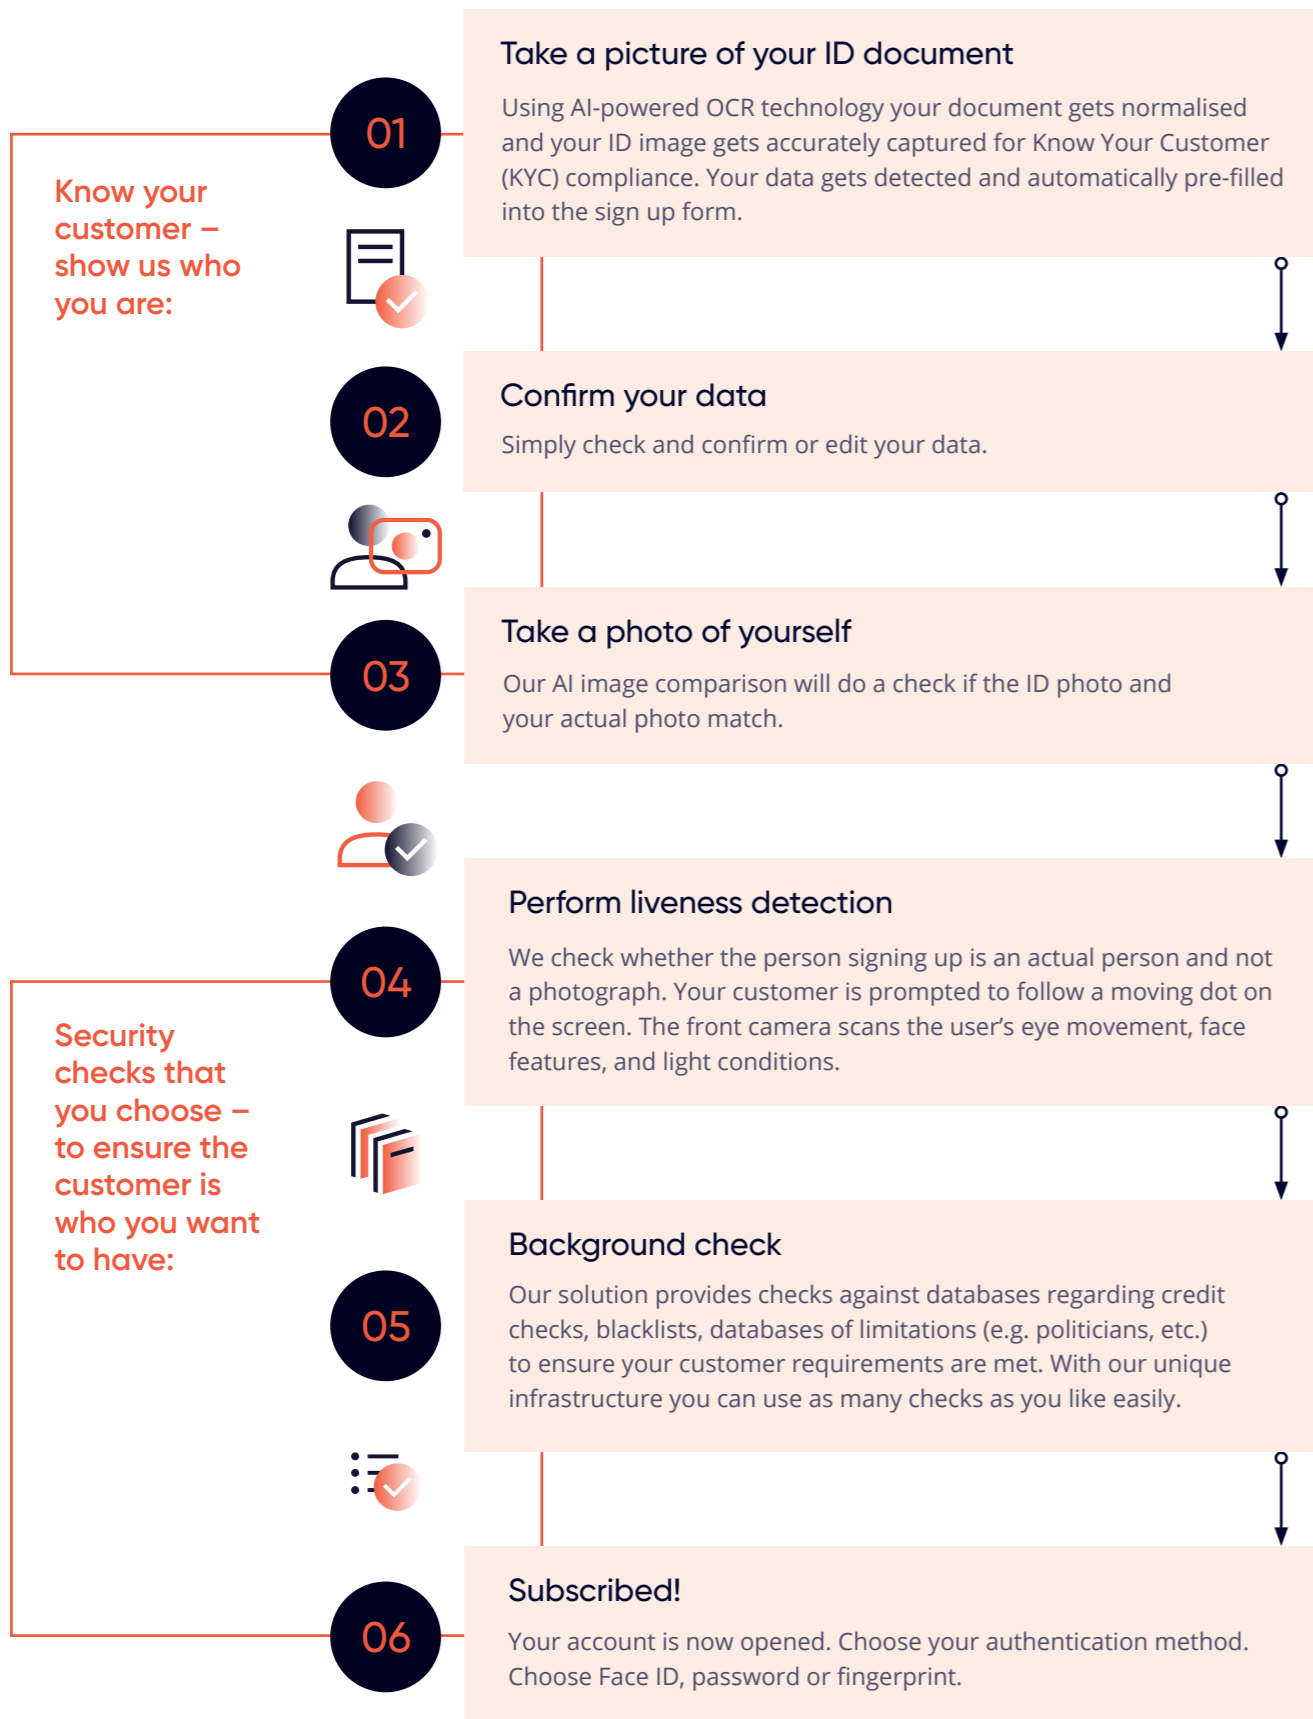 Know your
customer –
show us who
you are:
01
Take a picture of your ID document
Using AI-powered OCR technology your document gets normalised
and your ID image gets accurately captured for Know Your Customer
(KYC) compliance. Your data gets detected and automatically pre-filled
into the sign up form.
02
Confirm your data
Simply check and confirm or edit your data.
03
Take a photo of yourself
Our AI image comparison will do a check if the ID photo and
your actual photo match.
Security
checks that
you choose –
to ensure the
customer is
who you want
to have:
04
Perform liveness detection
We check whether the person signing up is an actual person and not
a photograph. Your customer is prompted to follow a moving dot on
the screen. The front camera scans the user’s eye movement, face
features, and light conditions.
05
Background check
Our solution provides checks against databases regarding credit
checks, blacklists, databases of limitations (e.g. politicians, etc.)
to ensure your customer requirements are met. With our unique
infrastructure you can use as many checks as you like easily.
06
Subscribed!
Your account is now opened. Choose your authentication method.
Choose Face ID, password or fingerprint.